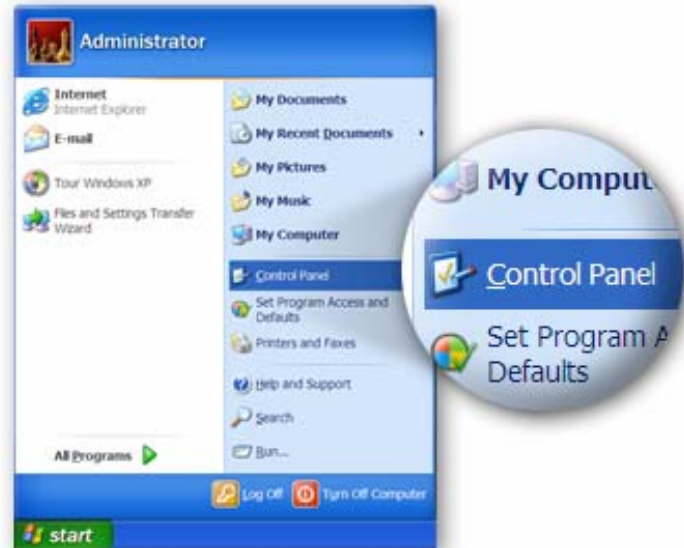 Administrator
Internet
Internet Explorer
E-mail
Tour Windows XP
Files and Settings Transfer
Wizard
All Programs
My Documents
My Recent Documents
My Pictures
My Music
My Computer
Control Panel
Set Program Access and
Defaults
Printers and Faxes
Help and Support
Search
Run...
Log Off
Turn Off Computer
start
My Comput
Control Panel
Set Program A
Defaults